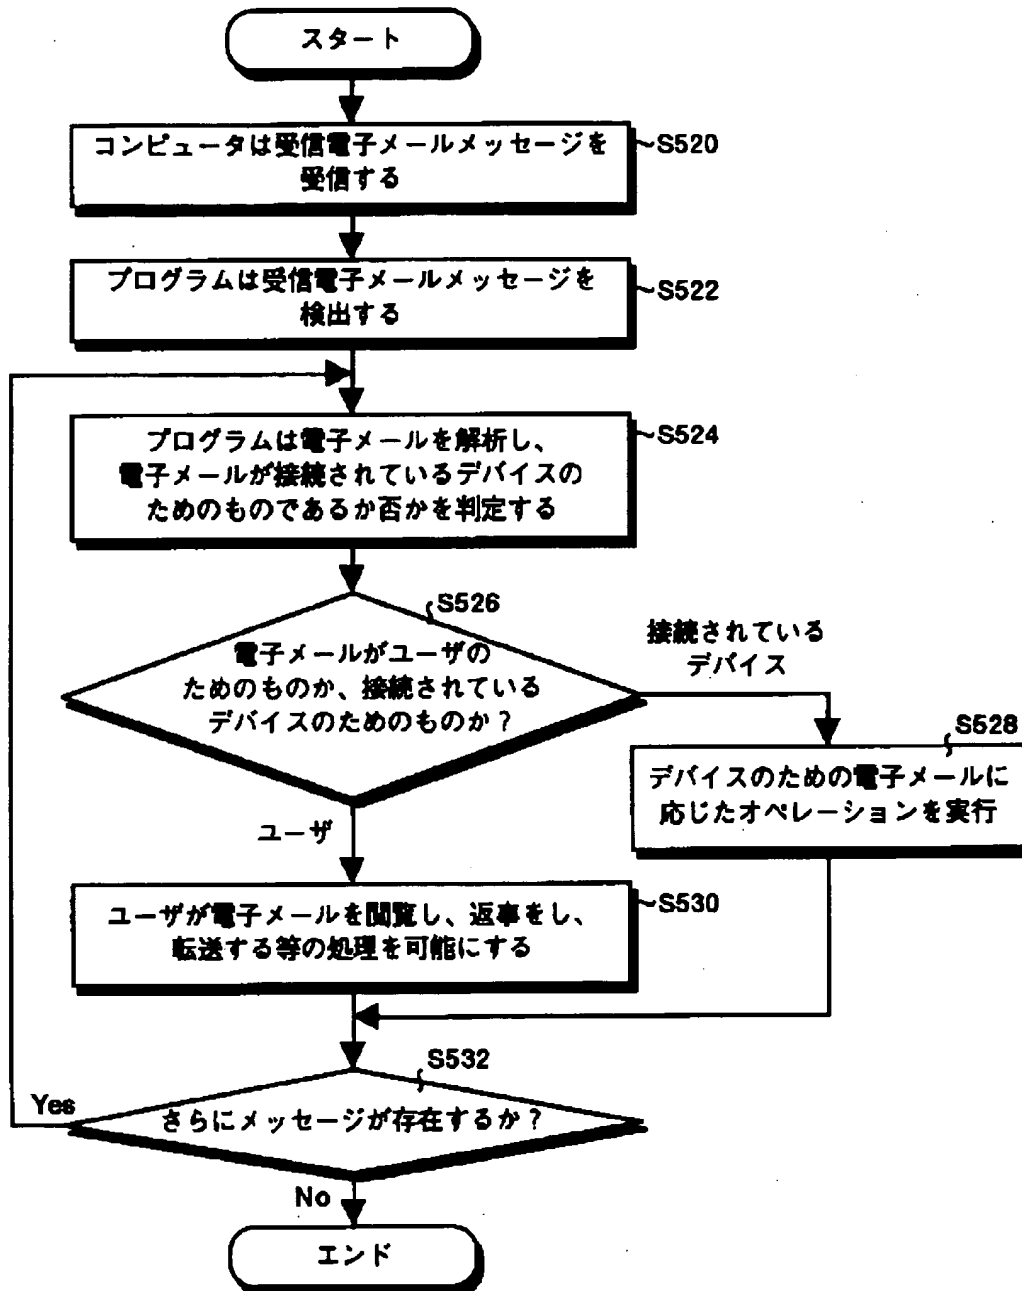 スタート
コンピュータは受信電子メールメッセージを
受信する
S520
プログラムは受信電子メールメッセージを
検出する
S522
プログラムは電子メールを解析し、
電子メールが接続されているデバイスの
ためのものであるか否かを判定する
S524
S526
電子メールがユーザの
ためのものか、接続されている
デバイスのためのものか？
接続されている
デバイス
S528
デバイスのための電子メールに
応じたオペレーションを実行
ユーザ
ユーザが電子メールを閲覧し、返事をし、
転送する等の処理を可能にする
S530
S532
さらにメッセージが存在するか？
Yes
No
エンド